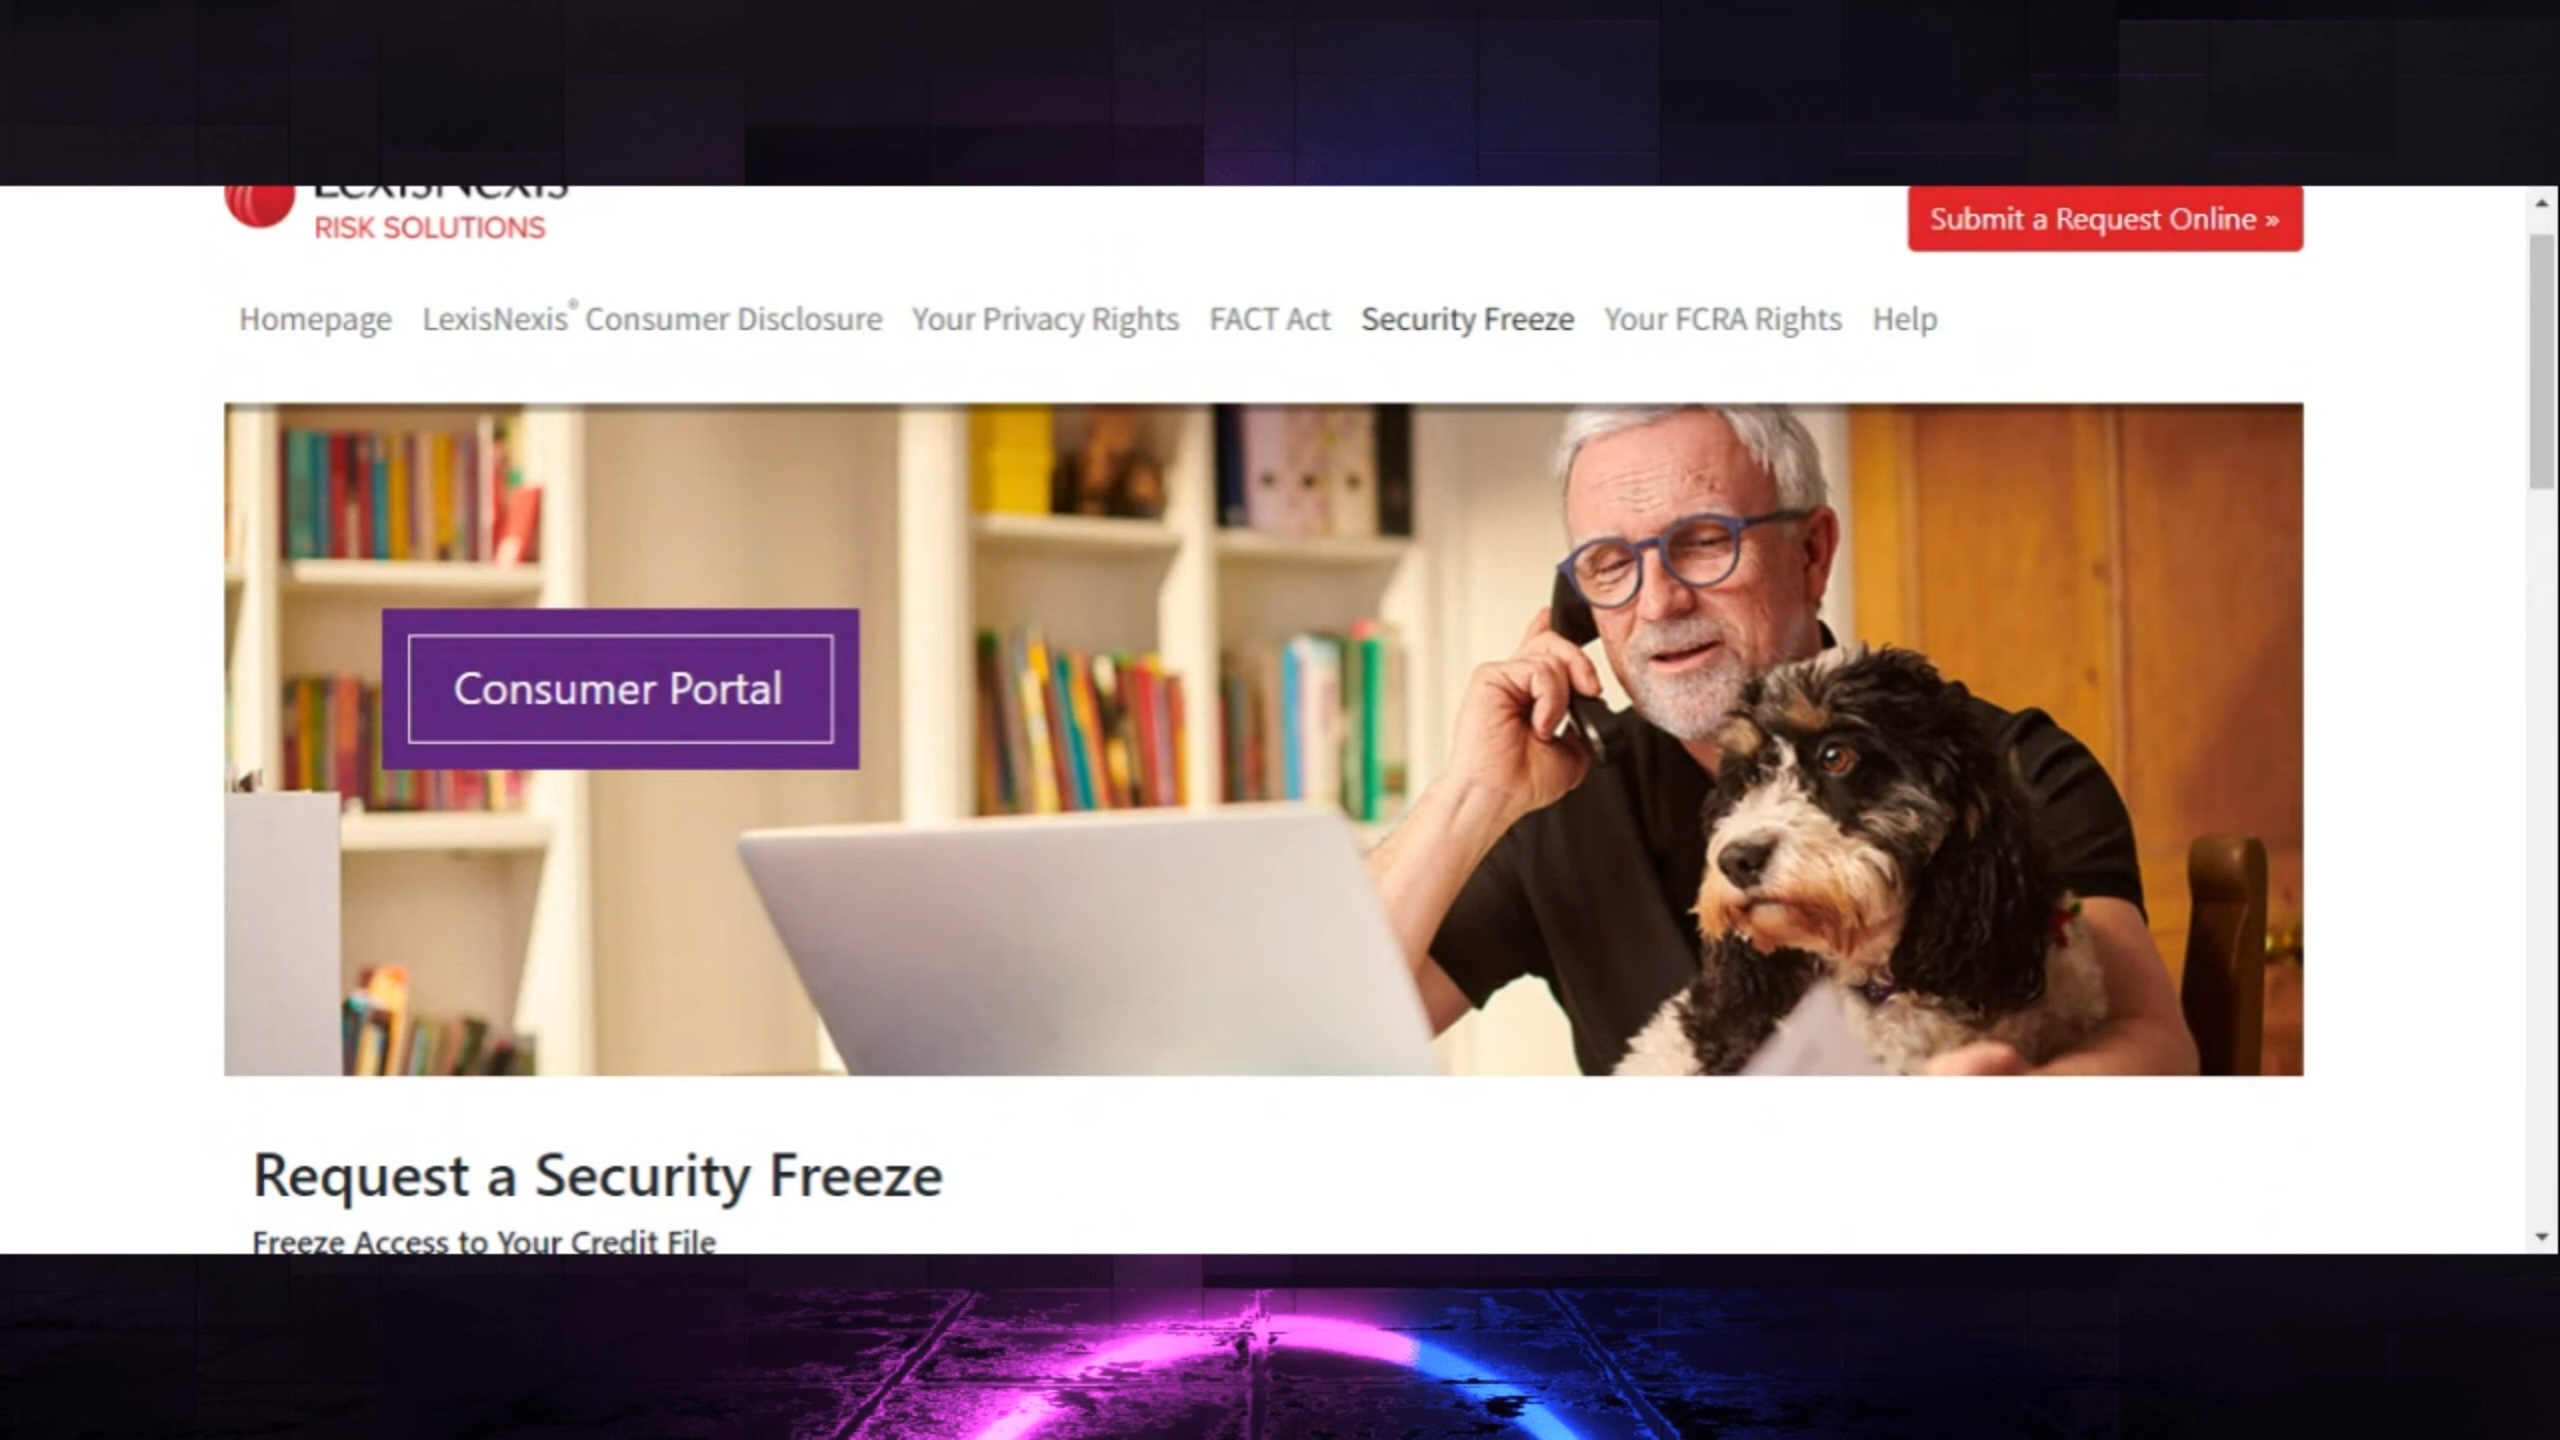 LexisNexis
RISK SOLUTIONS
Submit a Request Online »
Homepage LexisNexis® Consumer Disclosure Your Privacy Rights FACT Act Security Freeze Your FCRA Rights Help
Consumer Portal
Request a Security Freeze
Freeze Access to Your Credit File